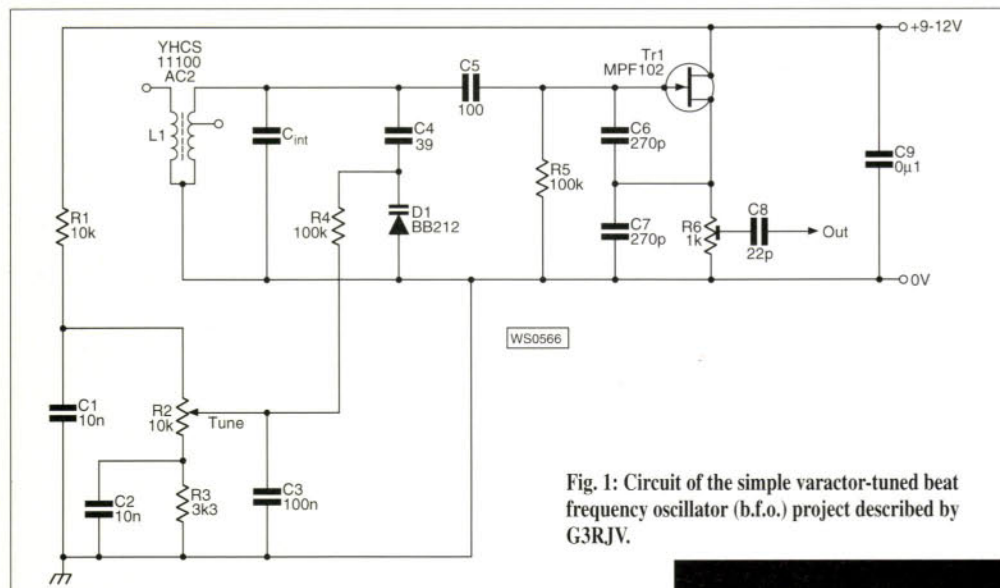 YHCS
11100
AC2
L1
Cint
C4
39
C5
100
Tr1
MPF102
+9-12V
R1
10k
R4
100k
D1
BB212
R5
100k
C6
270p
C7
270p
R6
1k
C8
22p
Out
C9
0µ1
0V
WS0566
C1
10n
R2
10k
Tune
C2
10n
R3
3k3
C3
100n
Fig. 1: Circuit of the simple varactor-tuned beat
frequency oscillator (b.f.o.) project described by
G3RJV.